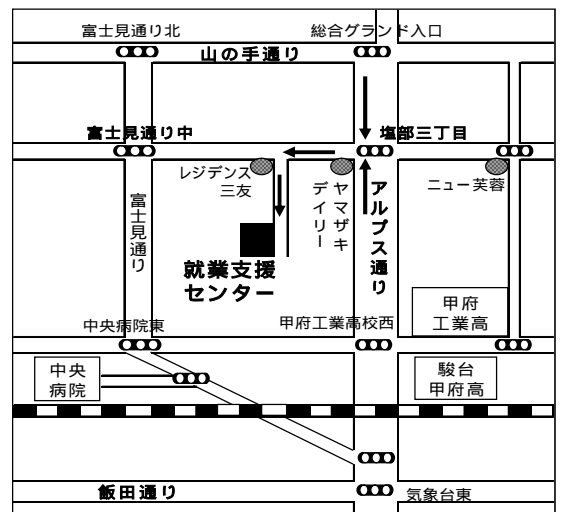 富士見通り北
総合グランド入口
山の手通り
富士見通り中
塩部三丁目
レジデンス
三友
ヤマザキ
デイリー
アルプス通り
ニュー芙蓉
富士見通り
就業支援
センター
甲府
工業高
中央病院東
甲府工業高校西
中央
病院
駿台
甲府高
飯田通り
気象台東